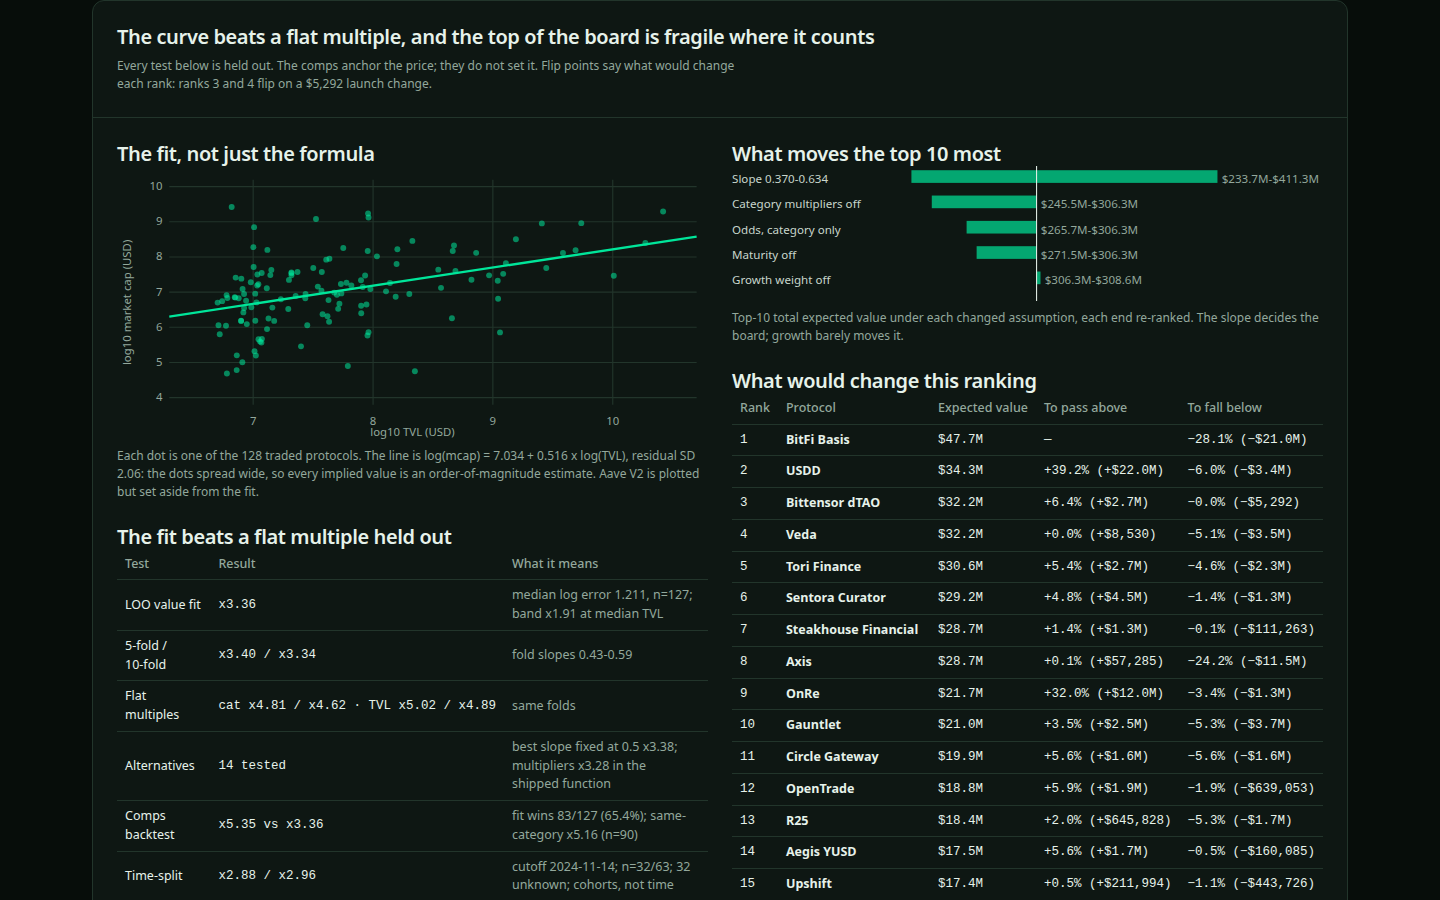 The curve beats a flat multiple, and the top of the board is fragile where it counts
Every test below is held out. The comps anchor the price; they do not set it. Flip points say what would change
each rank: ranks 3 and 4 flip on a $5,292 launch change.
The fit, not just the formula
10
9
8
7
6
5
4
log10 market cap (USD)
7
8
9
10
log10 TVL (USD)
Each dot is one of the 128 traded protocols. The line is log(mcap) = 7.034 + 0.516 x log(TVL), residual SD
2.06: the dots spread wide, so every implied value is an order-of-magnitude estimate. Aave V2 is plotted
but set aside from the fit.
The fit beats a flat multiple held out
Test Result What it means
LOO value fit x3.36 median log error 1.211, n=127;
band x1.91 at median TVL
5-fold /
10-fold x3.40 / x3.34 fold slopes 0.43-0.59
Flat
multiples cat x4.81 / x4.62 · TVL x5.02 / x4.89 same folds
Alternatives 14 tested best slope fixed at 0.5 x3.38;
multipliers x3.28 in the
shipped function
Comps
backtest x5.35 vs x3.36 fit wins 83/127 (65.4%); same-
category x5.16 (n=90)
Time-split x2.88 / x2.96 cutoff 2024-11-14; n=32/63; 32
unknown; cohorts, not time
What moves the top 10 most
Slope 0.370-0.634 $233.7M-$411.3M
Category multipliers off $245.5M-$306.3M
Odds, category only $265.7M-$306.3M
Maturity off $271.5M-$306.3M
Growth weight off $306.3M-$308.6M
Top-10 total expected value under each changed assumption, each end re-ranked. The slope decides the
board; growth barely moves it.
What would change this ranking
Rank Protocol Expected value To pass above To fall below
1 BitFi Basis $47.7M — −28.1% (−$21.0M)
2 USDD $34.3M +39.2% (+$22.0M) −6.0% (−$3.4M)
3 Bittensor dTAO $32.2M +6.4% (+$2.7M) −0.0% (−$5,292)
4 Veda $32.2M +0.0% (+$8,530) −5.1% (−$3.5M)
5 Tori Finance $30.6M +5.4% (+$2.7M) −4.6% (−$2.3M)
6 Sentora Curator $29.2M +4.8% (+$4.5M) −1.4% (−$1.3M)
7 Steakhouse Financial $28.7M +1.4% (+$1.3M) −0.1% (−$111,263)
8 Axis $28.7M +0.1% (+$57,285) −24.2% (−$11.5M)
9 OnRe $21.7M +32.0% (+$12.0M) −3.4% (−$1.3M)
10 Gauntlet $21.0M +3.5% (+$2.5M) −5.3% (−$3.7M)
11 Circle Gateway $19.9M +5.6% (+$1.6M) −5.6% (−$1.6M)
12 OpenTrade $18.8M +5.9% (+$1.9M) −1.9% (−$639,053)
13 R25 $18.4M +2.0% (+$645,828) −5.3% (−$1.7M)
14 Aegis YUSD $17.5M +5.6% (+$1.7M) −0.5% (−$160,085)
15 Upshift $17.4M +0.5% (+$211,994) −1.1% (−$443,726)